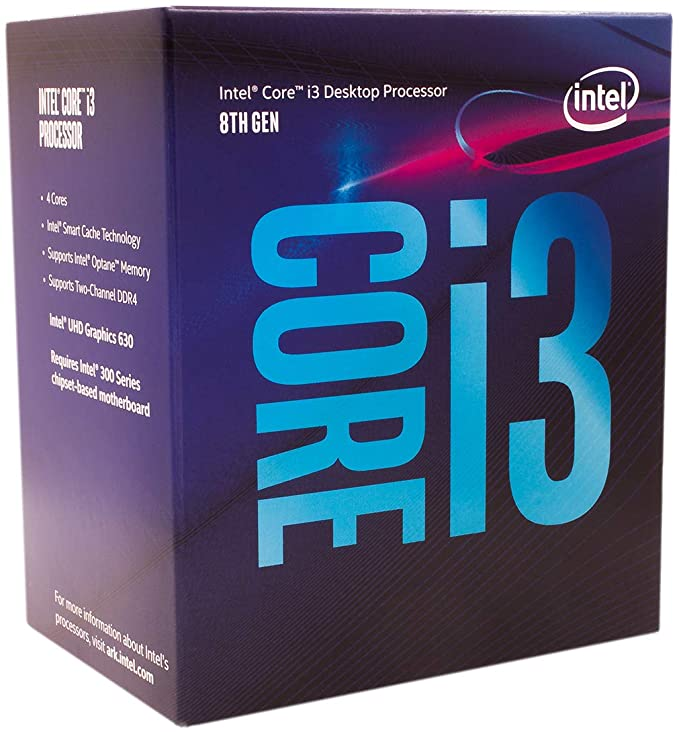 INTEL® CORE™ i3
PROCESSOR
• 4 Cores
• Intel® Smart Cache Technology
• Supports Intel® Optane™ Memory
• Supports Two-Channel DDR4
Intel® UHD Graphics 630
Requires Intel® 300 Series
chipset-based motherboard
For more information about Intel's
processors, visit ark.intel.com
Intel® Core™ i3 Desktop Processor
8TH GEN
intel®
CORE
i3